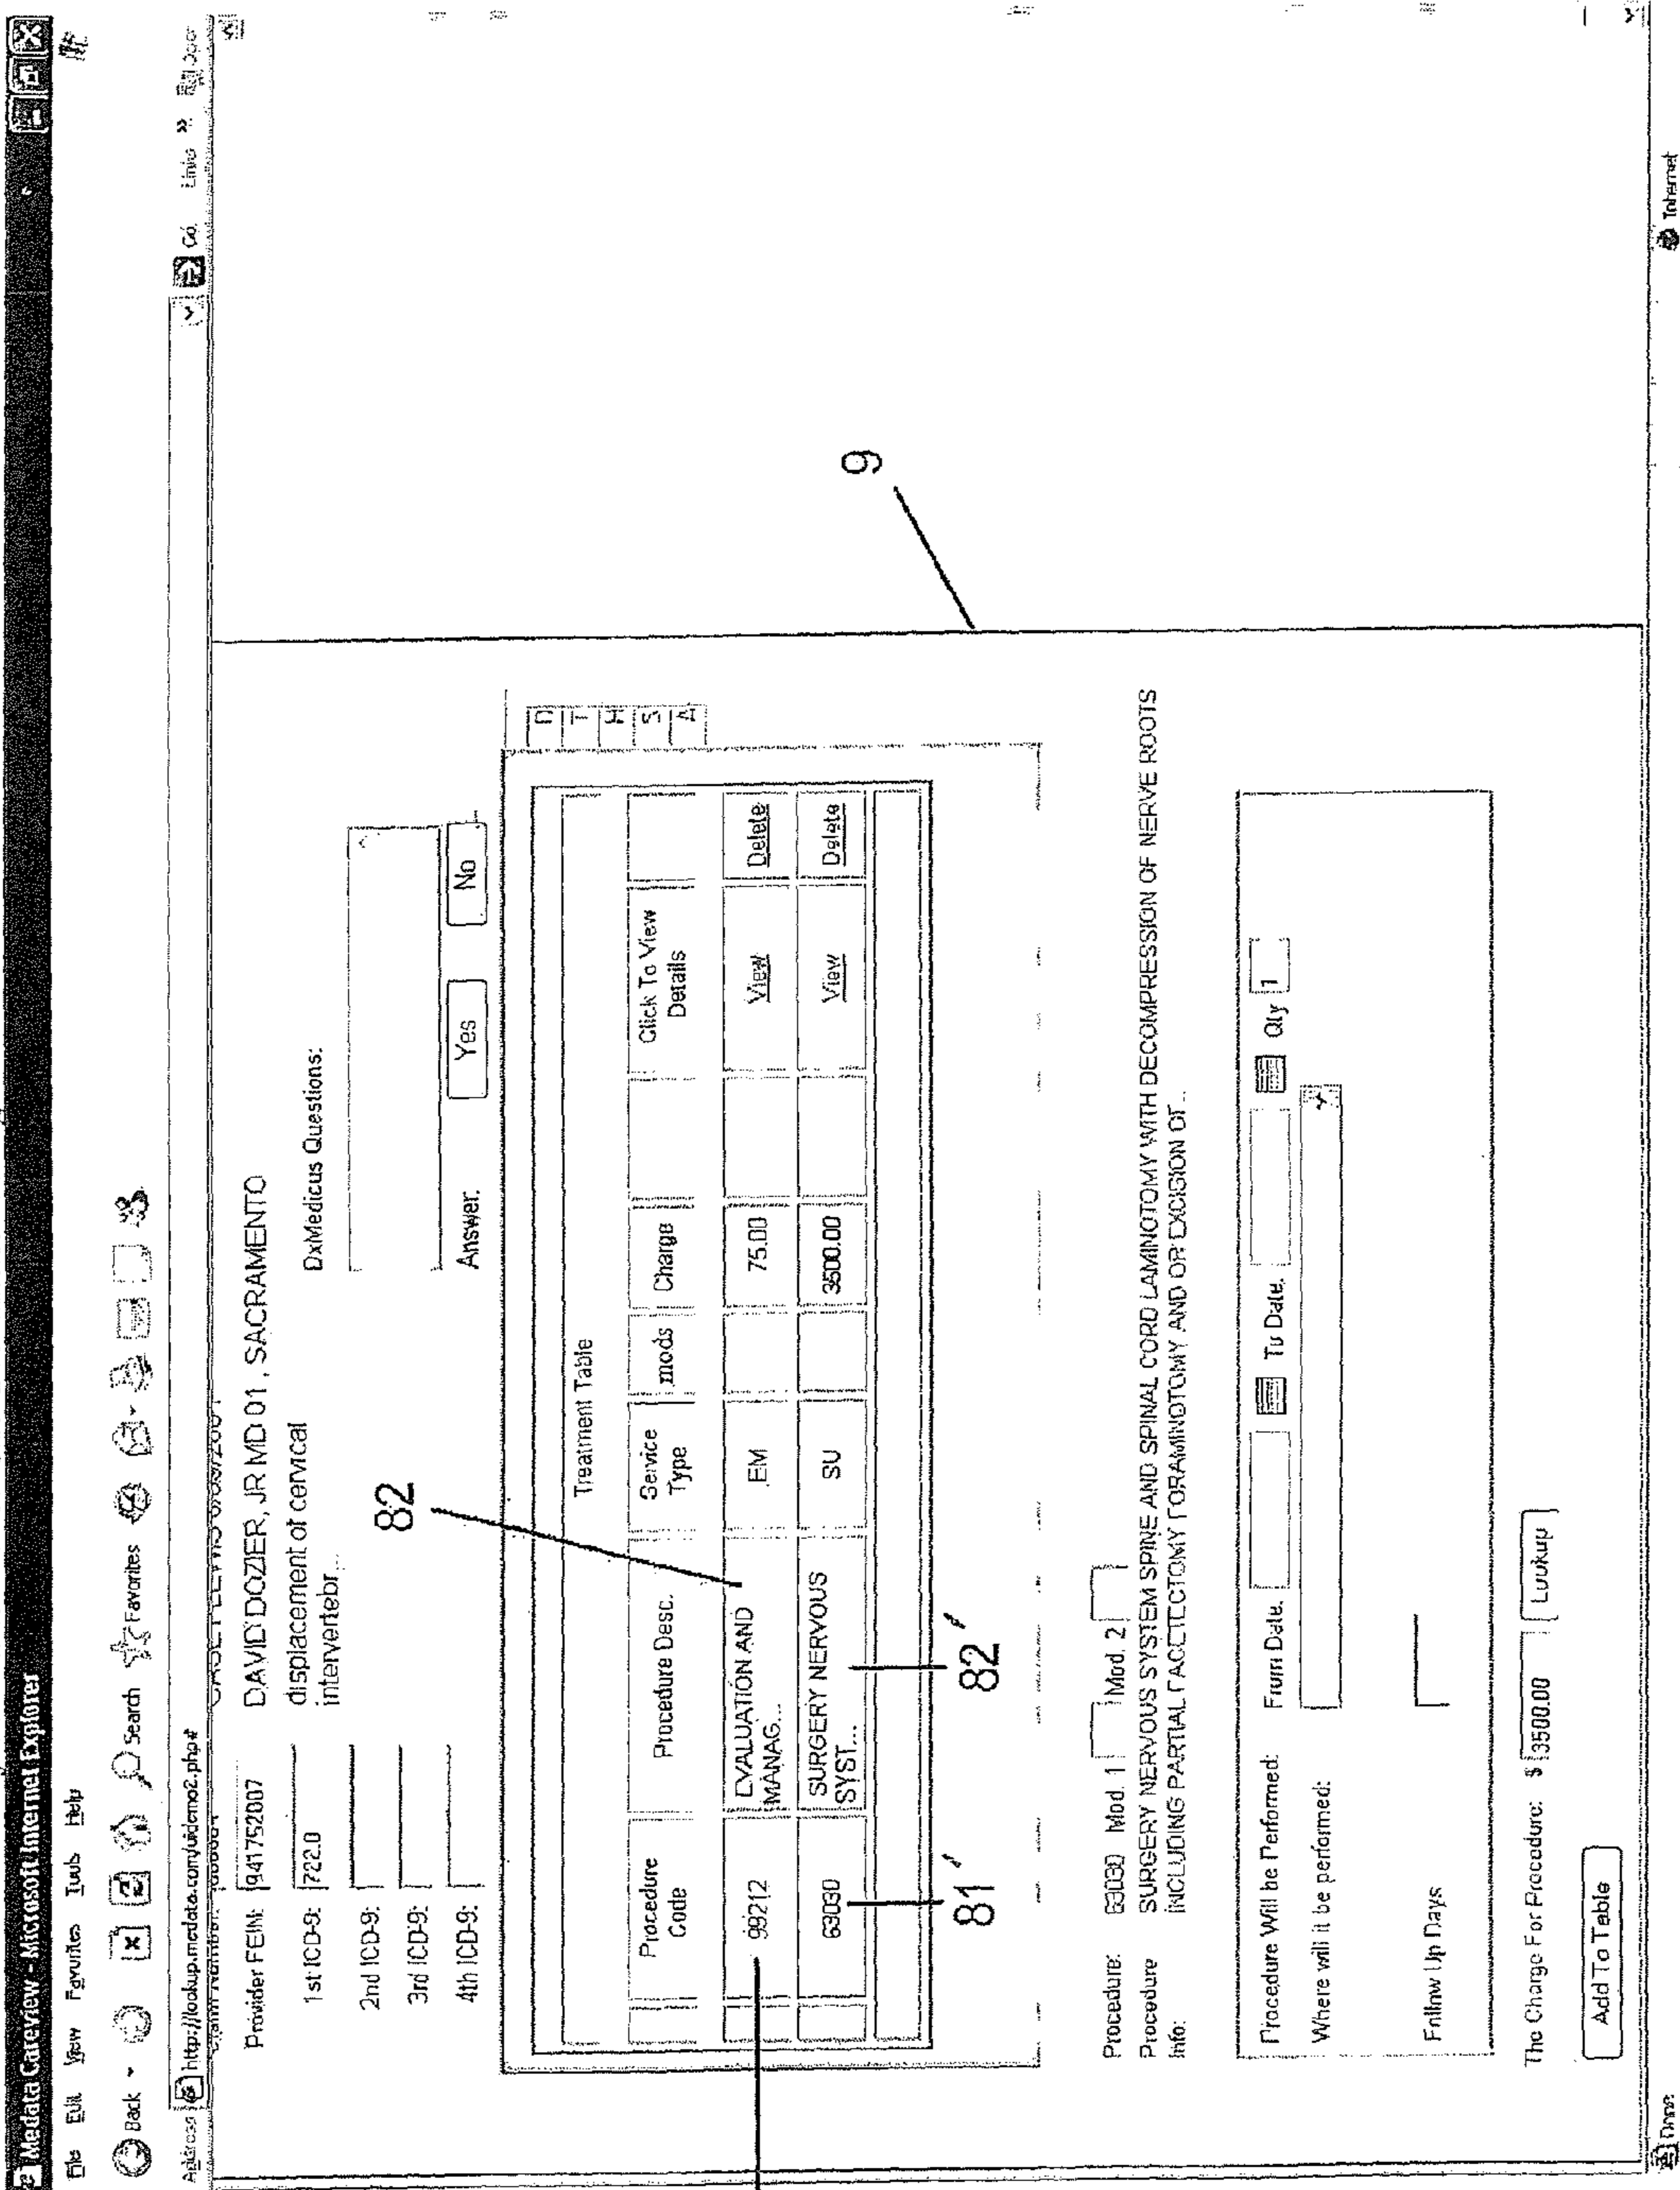 Medata Careview - Microsoft Internet Explorer
File Edit View Favorites Tools Help
Back Search Favorites
Address http://lookup.medata.com/uidemo2.php# Go Links »
Provider FEIN: 941752007 DAVID DOZIER, JR MD 01, SACRAMENTO
1st ICD-9: 722.0 displacement of cervical
intervertebr...
2nd ICD-9:
3rd ICD-9:
4th ICD-9:
DxMedicus Questions:
Answer: Yes No
82
D
T
H
S
A
Treatment Table
Procedure Code Procedure Desc. Service Type mods Charge Click To View Details
99212 EVALUATION AND MANAG... EM 75.00 View Delete
63030 SURGERY NERVOUS SYST... SU 3500.00 View Delete
81'
82'
9
Procedure: 63030 Mod. 1 Mod. 2
Procedure Info: SURGERY NERVOUS SYSTEM SPINE AND SPINAL CORD LAMINOTOMY WITH DECOMPRESSION OF NERVE ROOTS
INCLUDING PARTIAL FACETECTOMY FORAMINOTOMY AND OR EXCISION OF...
Procedure Will be Performed: From Date. To Date. Qty 1
Where will it be performed:
Follow Up Days
The Charge For Procedure: $ 3500.00 Lookup
Add To Table
Done Internet